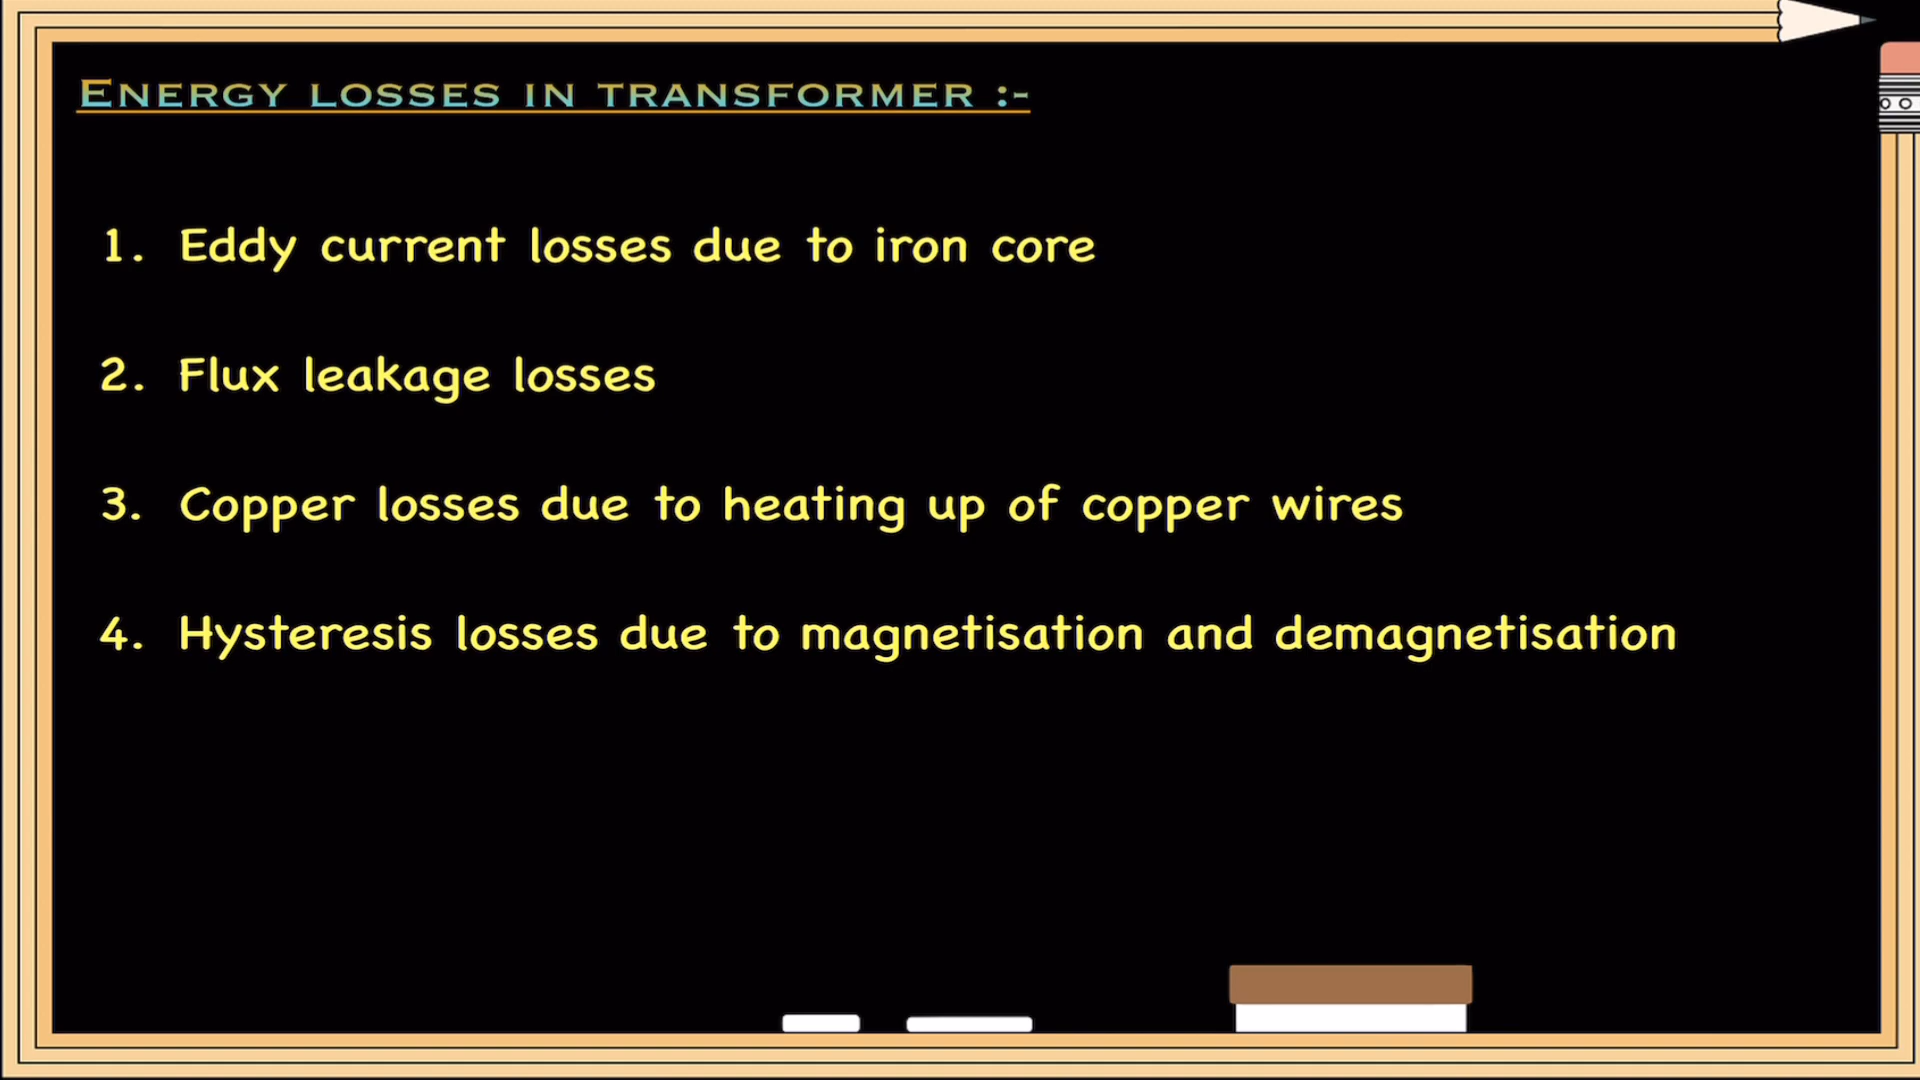 ENERGY LOSSES IN TRANSFORMER :-
1. Eddy current losses due to iron core
2. Flux leakage losses
3. Copper losses due to heating up of copper wires
4. Hysteresis losses due to magnetisation and demagnetisation